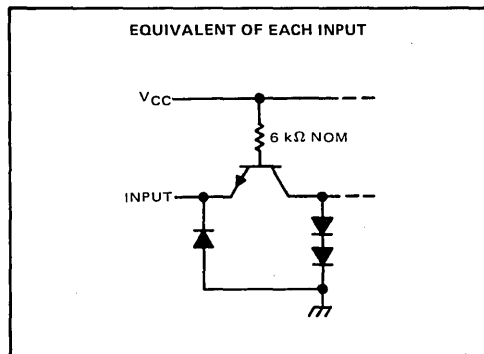 EQUIVALENT OF EACH INPUT
VCC
6 kΩ NOM
INPUT